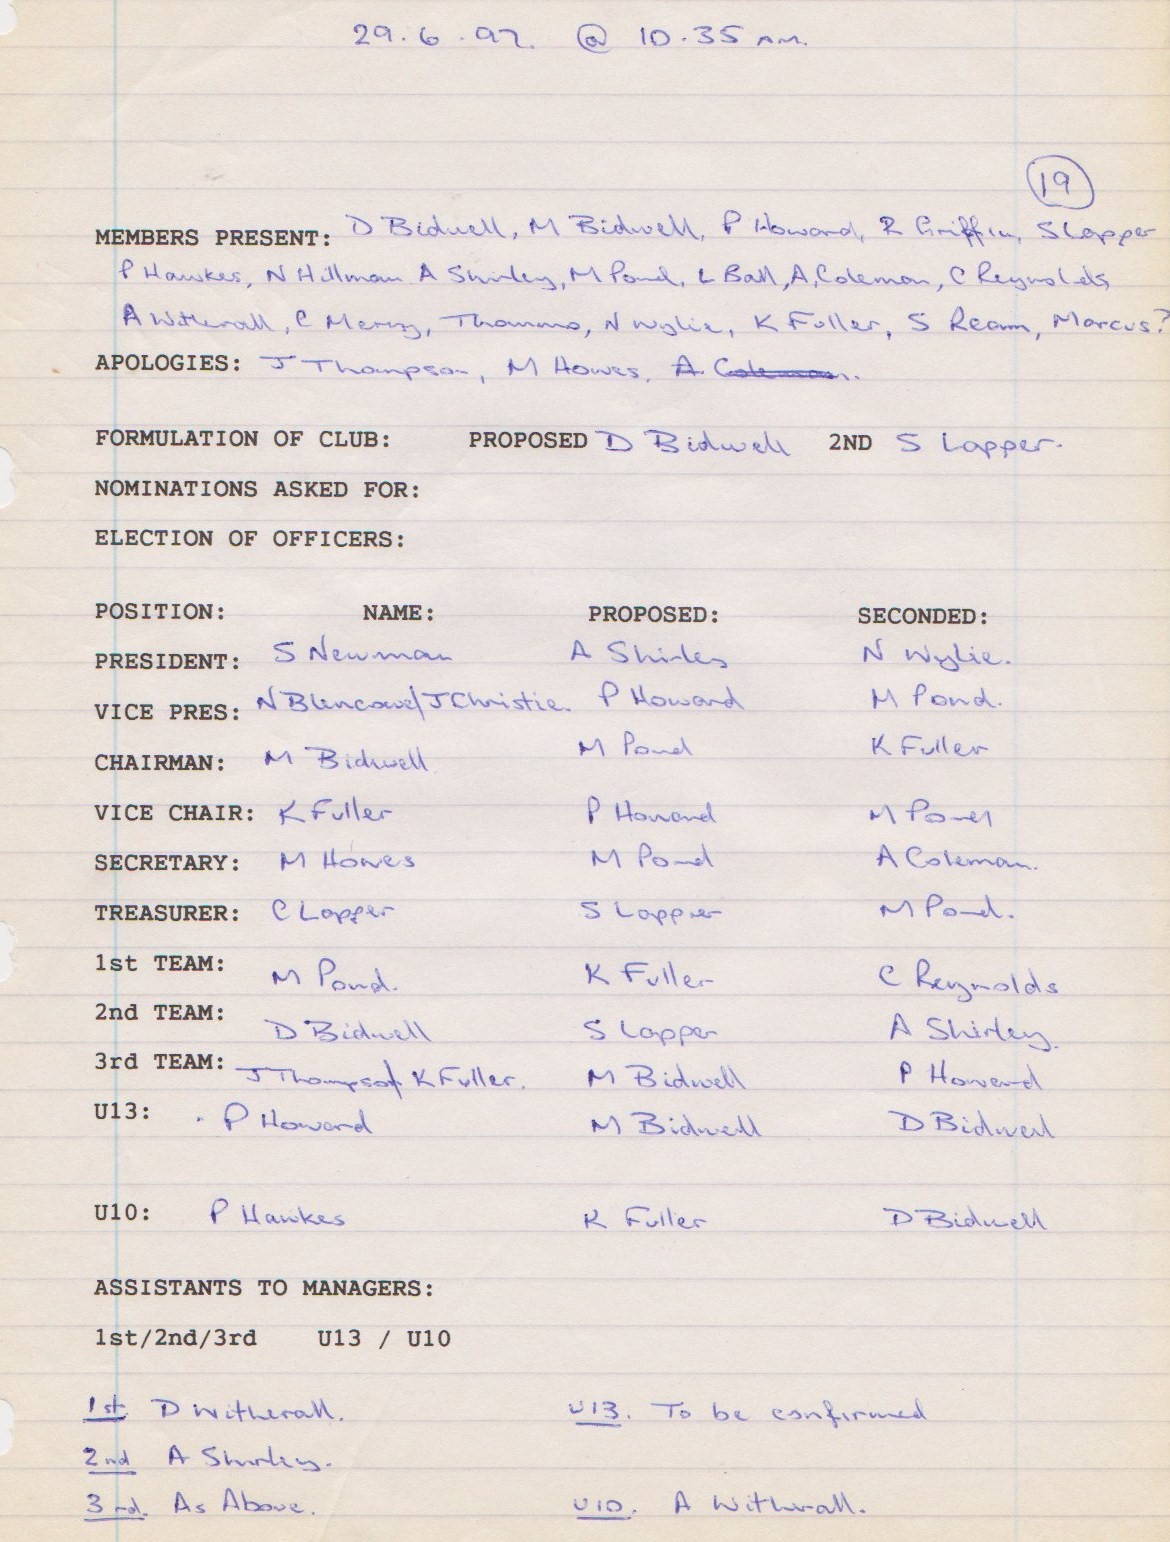 29.6.97. @ 10.35 AM.
19
MEMBERS PRESENT: D Bidwell, M Bidwell, P Howard, R Griffin, S Lapper
P Hawkes, N Hillman A Shirley, M Pond, L Ball, A Coleman, C Reynolds
A Witherall, C Merry, Thommo, N Wylie, K Fuller, S Ream, Marcus?
APOLOGIES: J Thompson, M Howes, A Coleman.
FORMULATION OF CLUB: PROPOSED D Bidwell 2ND S Lapper.
NOMINATIONS ASKED FOR:
ELECTION OF OFFICERS:
POSITION: NAME: PROPOSED: SECONDED:
PRESIDENT: S Newman A Shirley N Wylie.
VICE PRES: N Blencowe/J Christie. P Howard M Pond.
CHAIRMAN: M Bidwell M Pond K Fuller
VICE CHAIR: K Fuller P Howard M Pond
SECRETARY: M Howes M Pond A Coleman.
TREASURER: C Lapper S Lapper M Pond.
1st TEAM: M Pond. K Fuller C Reynolds
2nd TEAM: D Bidwell S Lapper A Shirley.
3rd TEAM: J Thompson/ K Fuller. M Bidwell P Howard
U13: P Howard M Bidwell D Bidwell
U10: P Hawkes K Fuller D Bidwell
ASSISTANTS TO MANAGERS:
1st/2nd/3rd U13 / U10
1st D Witherall. U13. To be confirmed
2nd A Shirley.
3rd. As Above. U10. A Witherall.